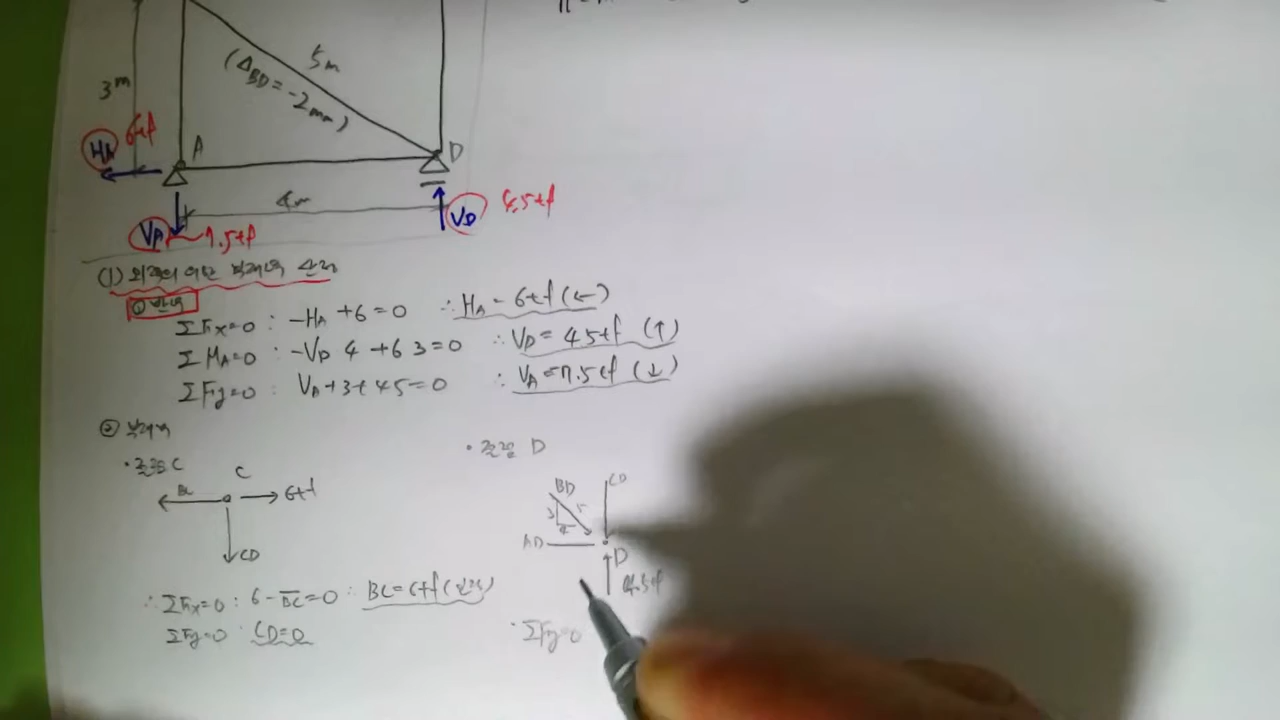 5m
(ΔBD=-2mm)
3m
HA 6tf
A
D
4m
VA 7.5tf
VD 4.5tf
(1) 외력에 의한 부재력 산정
① 반력
ΣFx=0 : -HA +6=0 ∴ HA=6tf(←)
ΣMA=0 : -VD 4 +6 3=0 ∴ VD=4.5tf (↑)
ΣFy=0 : VA+3+4.5=0 ∴ VA=7.5tf (↓)
② 부재력
·절점 C
C
BC
6tf
CD
∴ ΣFx=0 : 6-BC=0 ∴ BC=6tf(인장)
ΣFy=0 : CD=0
·절점 D
BD
CD
3
5
4
AD
D
4.5tf
·ΣFy=0